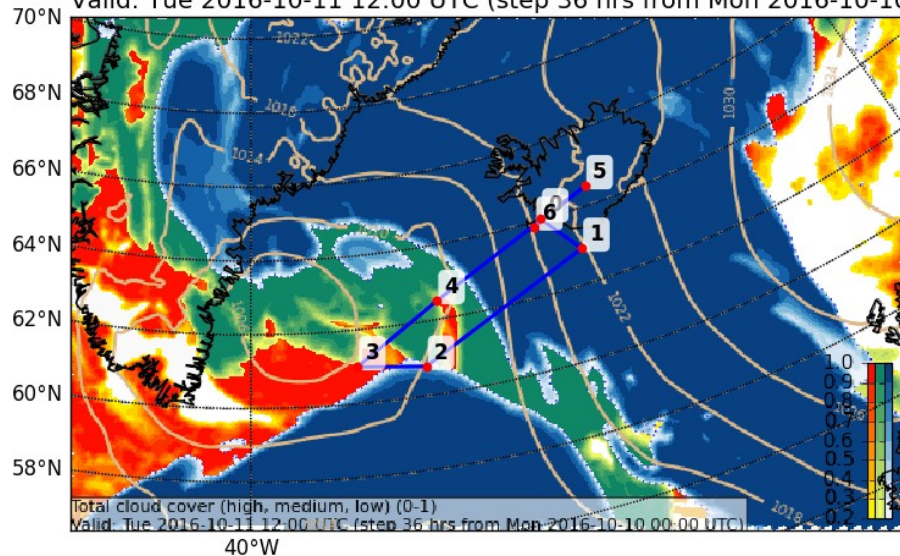 Valid: Tue 2016-10-11 12:00 UTC (step 36 hrs from Mon 2016-10-10
70°N
68°N
66°N
64°N
62°N
60°N
58°N
1022
1018
1014
1030
1034
5
6
0
1
4
3
2
1022
1.0
0.9
0.8
0.7
0.6
0.5
0.4
0.3
0.2
1018
Total cloud cover (high, medium, low) (0-1)
Valid: Tue 2016-10-11 12:00 UTC (step 36 hrs from Mon 2016-10-10 00:00 UTC)
40°W